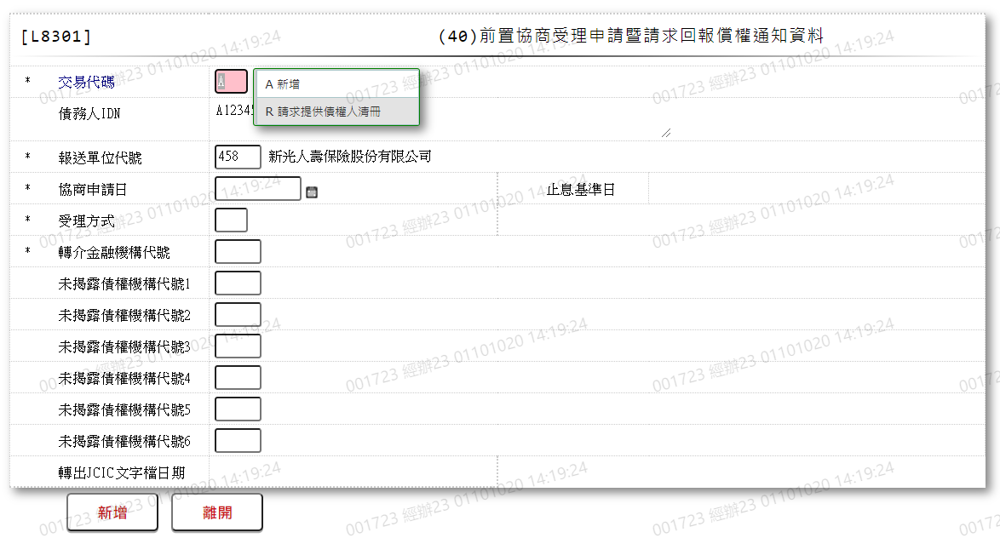 [L8301] (40)前置協商受理申請暨請求回報償權通知資料
* 交易代碼 A
A 新增
R 請求提供債權人清冊
債務人IDN A12345
* 報送單位代號 458 新光人壽保險股份有限公司
* 協商申請日 止息基準日
* 受理方式
* 轉介金融機構代號
未揭露債權機構代號1
未揭露債權機構代號2
未揭露債權機構代號3
未揭露債權機構代號4
未揭露債權機構代號5
未揭露債權機構代號6
轉出JCIC文字檔日期
新增 離開
001723 經辦23 01101020 14:19:24